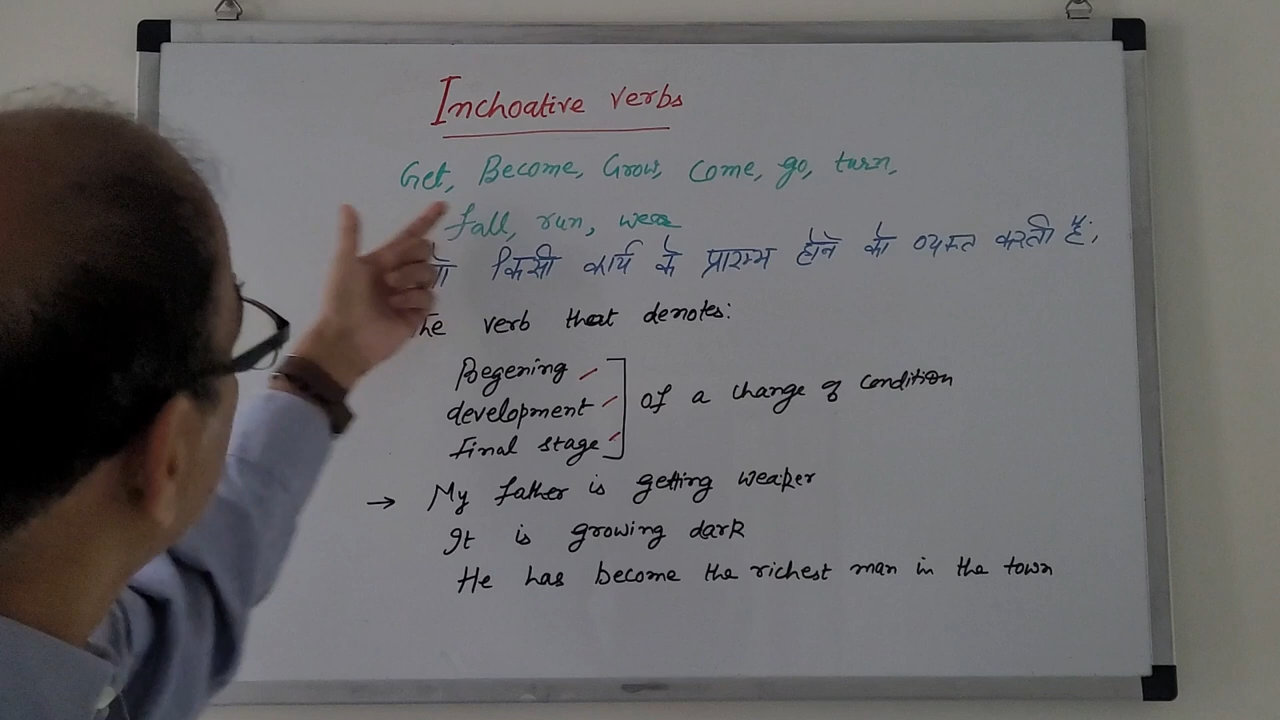 Inchoative verbs
Get, Become, Grow, Come, go, turn,
fall, run, wear
किसी कार्य के प्रारम्भ होने को व्यक्त करती हैं;
verb that denotes:
Begening
development
Final stage
of a change of condition
→ My father is getting weaker
It is growing dark
He has become the richest man in the town